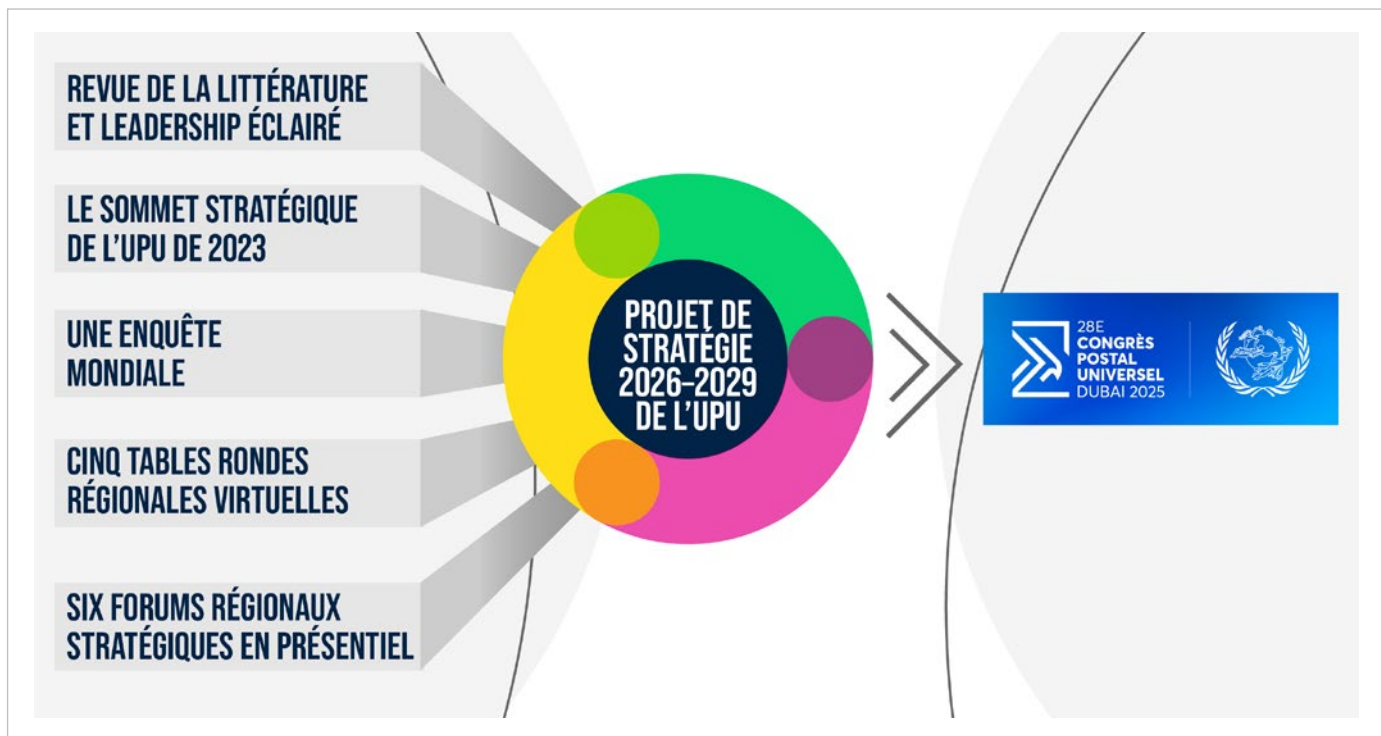 REVUE DE LA LITTÉRATURE
ET LEADERSHIP ÉCLAIRÉ
LE SOMMET STRATÉGIQUE
DE L’UPU DE 2023
UNE ENQUÊTE
MONDIALE
CINQ TABLES RONDES
RÉGIONALES VIRTUELLES
SIX FORUMS RÉGIONAUX
STRATÉGIQUES EN PRÉSENTIEL
PROJET DE
STRATÉGIE
2026–2029
DE L’UPU
28E
CONGRÈS
POSTAL
UNIVERSEL
DUBAI 2025